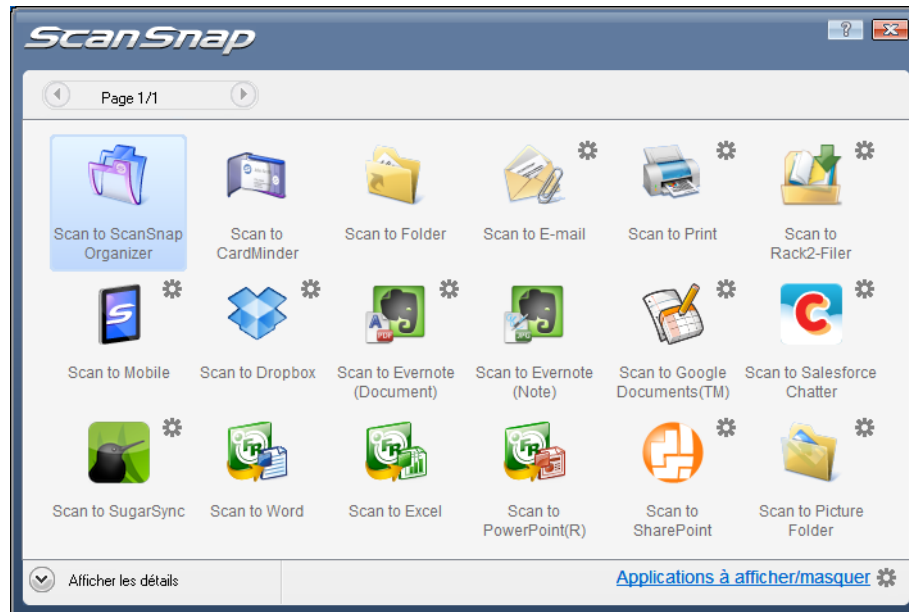 ScanSnap
Page 1/1
Scan to ScanSnap
Organizer
Scan to
CardMinder
Scan to Folder
Scan to E-mail
Scan to Print
Scan to
Rack2-Filer
Scan to Mobile
Scan to Dropbox
Scan to Evernote
(Document)
Scan to Evernote
(Note)
Scan to Google
Documents(TM)
Scan to Salesforce
Chatter
Scan to SugarSync
Scan to Word
Scan to Excel
Scan to
PowerPoint(R)
Scan to
SharePoint
Scan to Picture
Folder
Afficher les détails
Applications à afficher/masquer